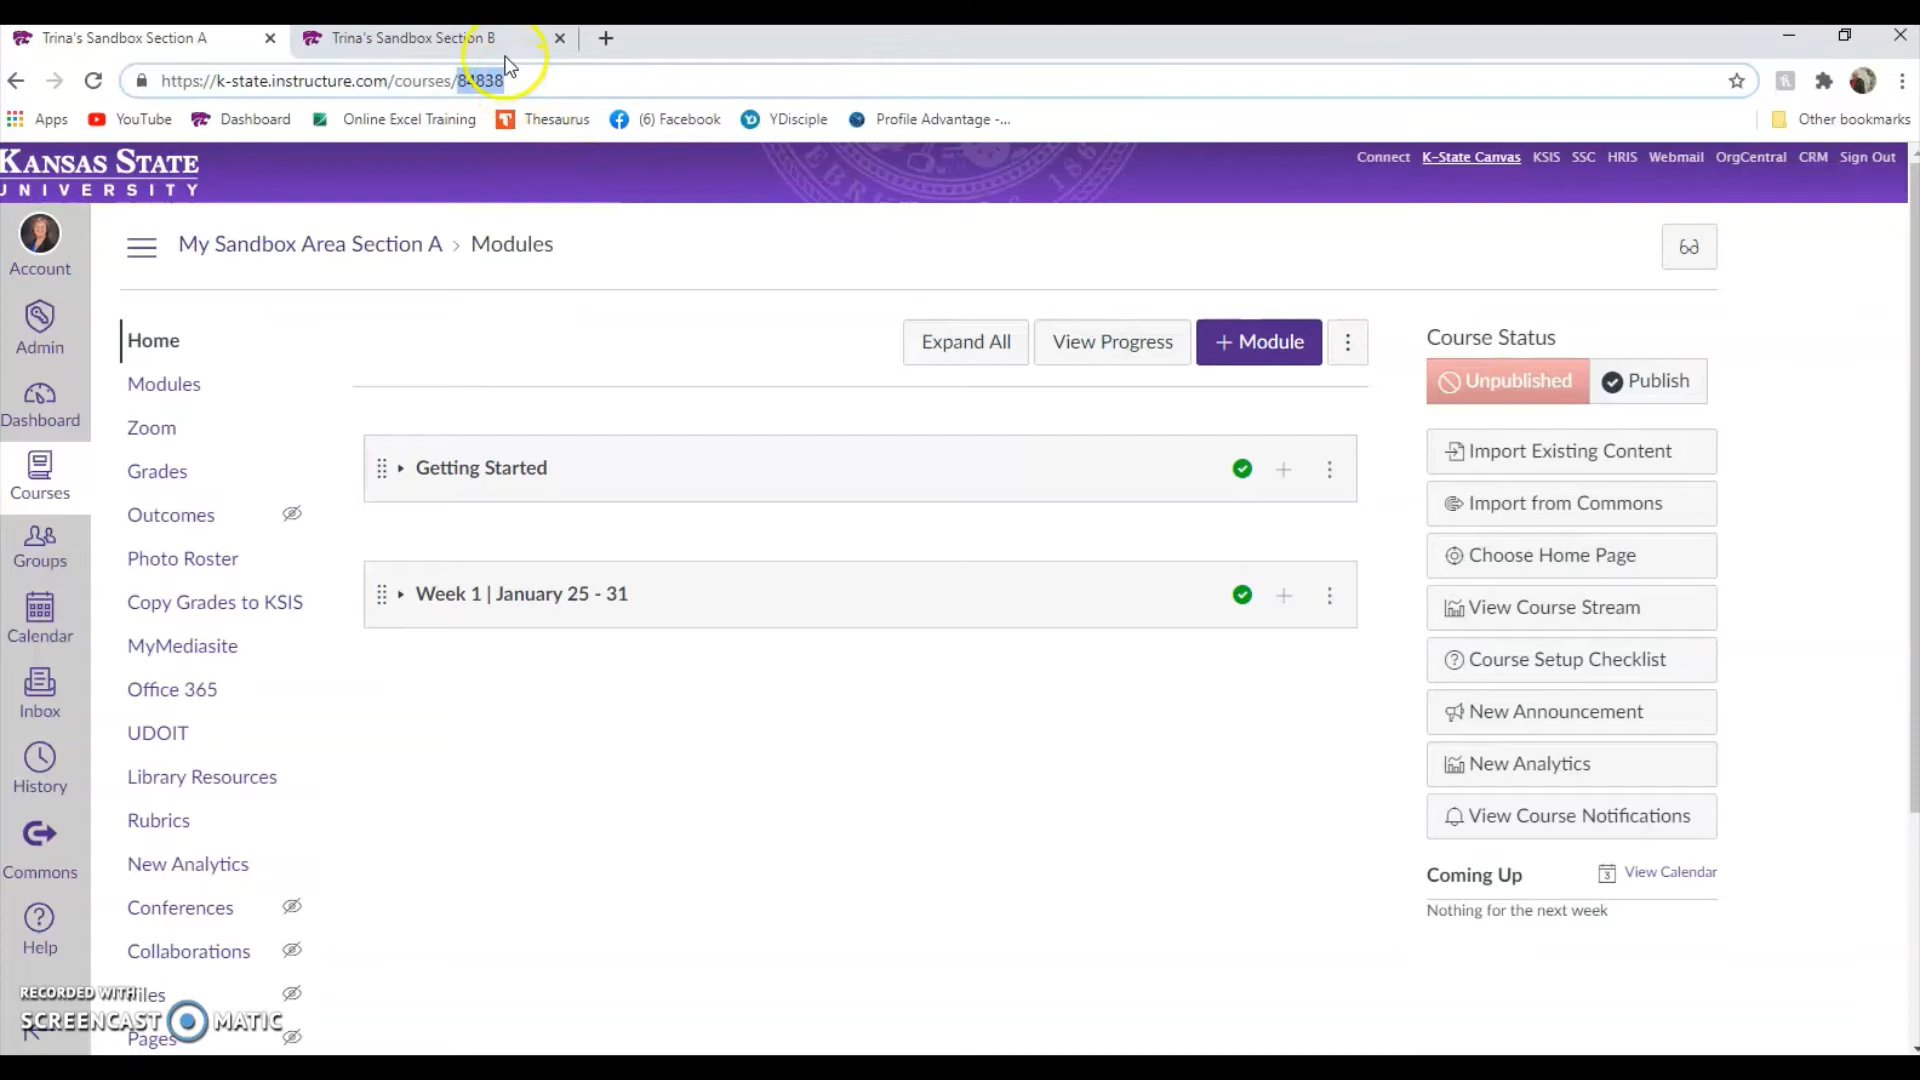 Trina's Sandbox Section A
Trina's Sandbox Section B
https://k-state.instructure.com/courses/84838
Apps
YouTube
Dashboard
Online Excel Training
Thesaurus
(6) Facebook
YDisciple
Profile Advantage -...
Other bookmarks
KANSAS STATE
UNIVERSITY
Connect
K-State Canvas
KSIS
SSC
HRIS
Webmail
OrgCentral
CRM
Sign Out
Account
Admin
Dashboard
Courses
Groups
Calendar
Inbox
History
Commons
Help
My Sandbox Area Section A > Modules
Home
Modules
Zoom
Grades
Outcomes
Photo Roster
Copy Grades to KSIS
MyMediasite
Office 365
UDOIT
Library Resources
Rubrics
New Analytics
Conferences
Collaborations
Files
Pages
Expand All
View Progress
+ Module
Getting Started
Week 1 | January 25 - 31
Course Status
Unpublished
Publish
Import Existing Content
Import from Commons
Choose Home Page
View Course Stream
Course Setup Checklist
New Announcement
New Analytics
View Course Notifications
Coming Up
3
View Calendar
Nothing for the next week
RECORDED WITH
SCREENCAST MATIC